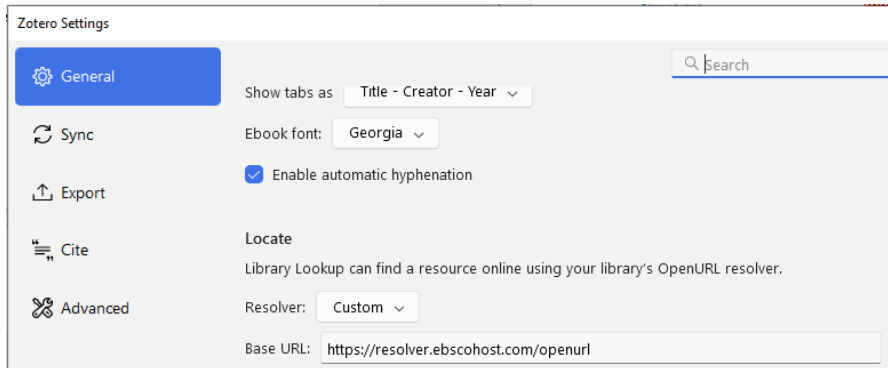 Zotero Settings
General
Search
Show tabs as Title - Creator - Year
Sync
Ebook font: Georgia
Enable automatic hyphenation
Export
Locate
Cite
Library Lookup can find a resource online using your library's OpenURL resolver.
Advanced
Resolver: Custom
Base URL: https://resolver.ebscohost.com/openurl